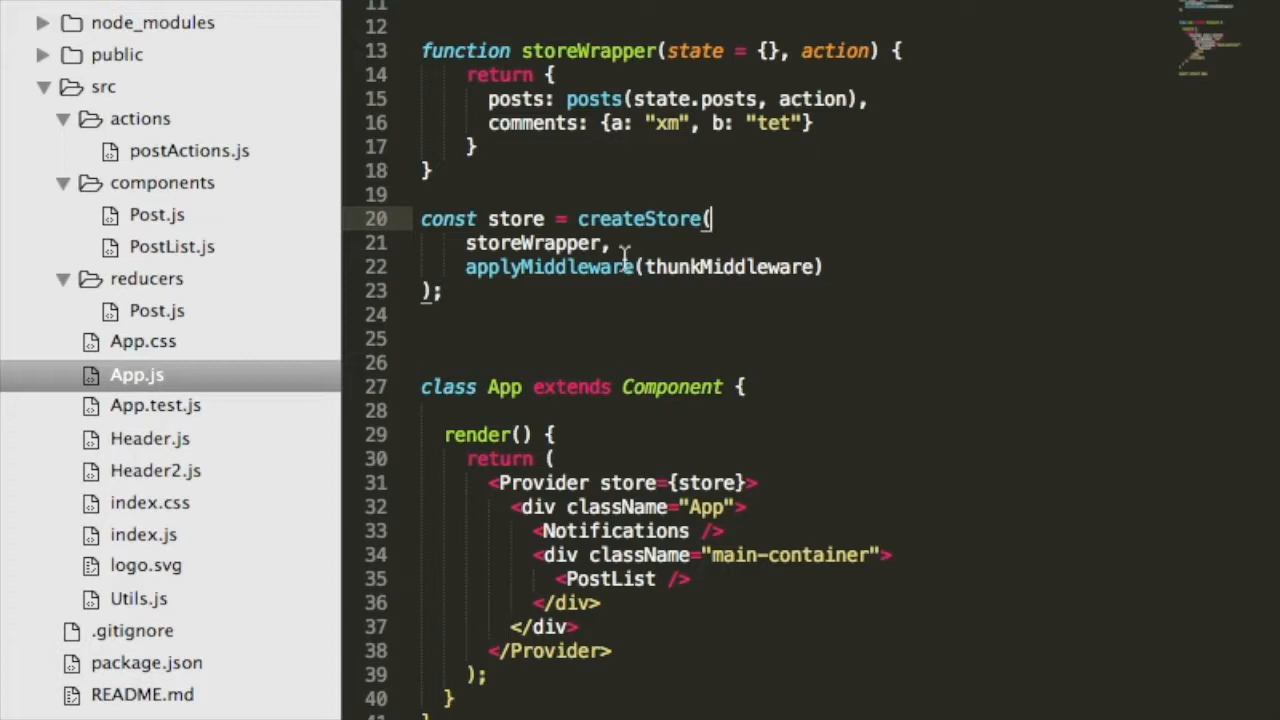 node_modules
public
src
actions
postActions.js
components
Post.js
PostList.js
reducers
Post.js
App.css
App.js
App.test.js
Header.js
Header2.js
index.css
index.js
logo.svg
Utils.js
.gitignore
package.json
README.md
11
12
13 function storeWrapper(state = {}, action) {
14 return {
15 posts: posts(state.posts, action),
16 comments: {a: "xm", b: "tet"}
17 }
18 }
19
20 const store = createStore(
21 storeWrapper,
22 applyMiddleware(thunkMiddleware)
23 );
24
25
26
27 class App extends Component {
28
29 render() {
30 return (
31 <Provider store={store}>
32 <div className="App">
33 <Notifications />
34 <div className="main-container">
35 <PostList />
36 </div>
37 </div>
38 </Provider>
39 );
40 }
41 }